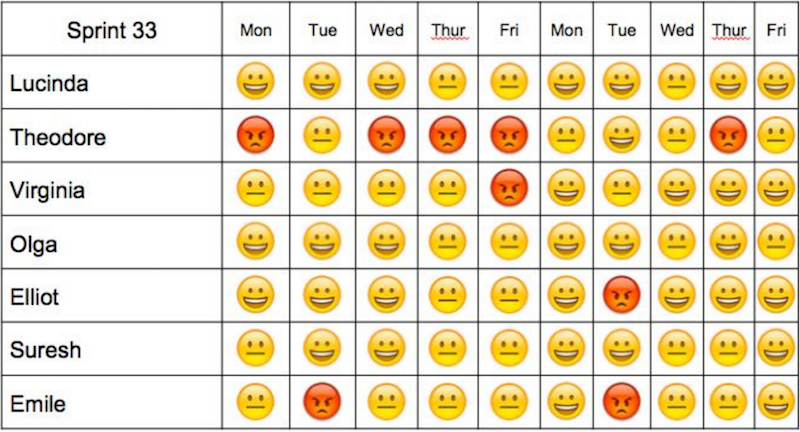 Sprint 33 Mon Tue Wed Thur Fri Mon Tue Wed Thur Fri
Lucinda
Theodore
Virginia
Olga
Elliot
Suresh
Emile